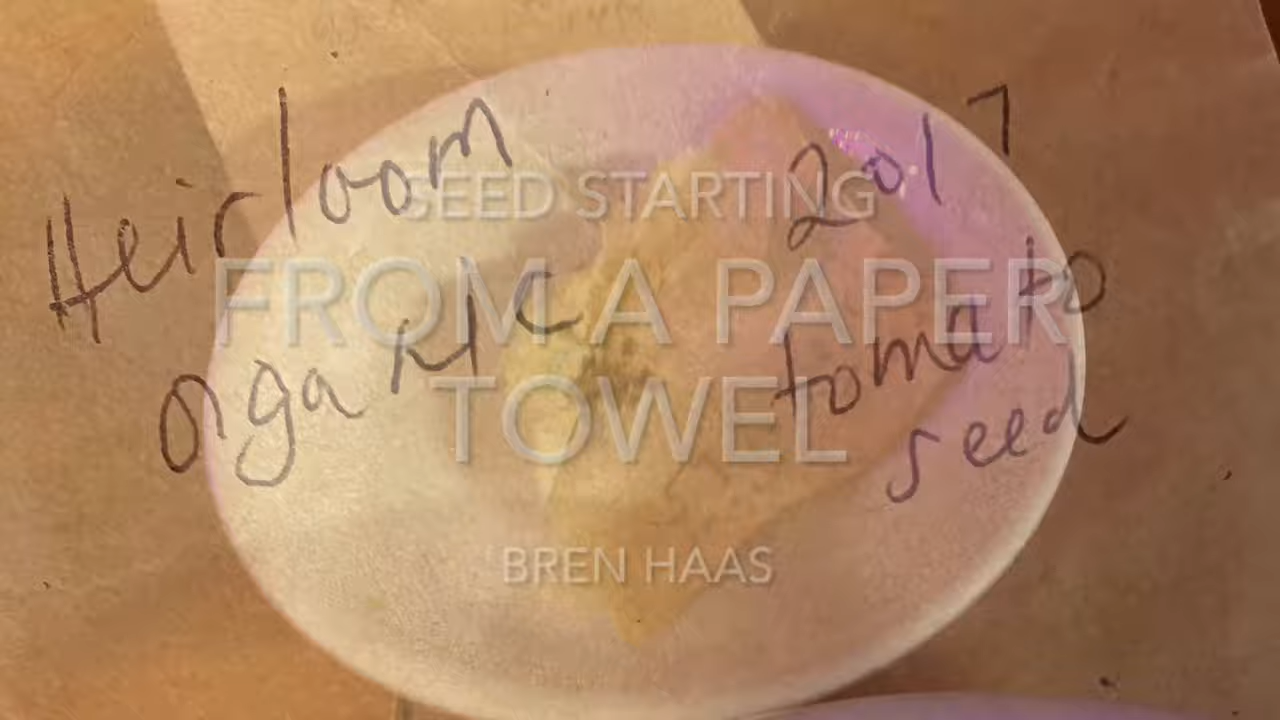 Heirloom
organic
2017
tomato
seed
SEED STARTING
FROM A PAPER
TOWEL
BREN HAAS